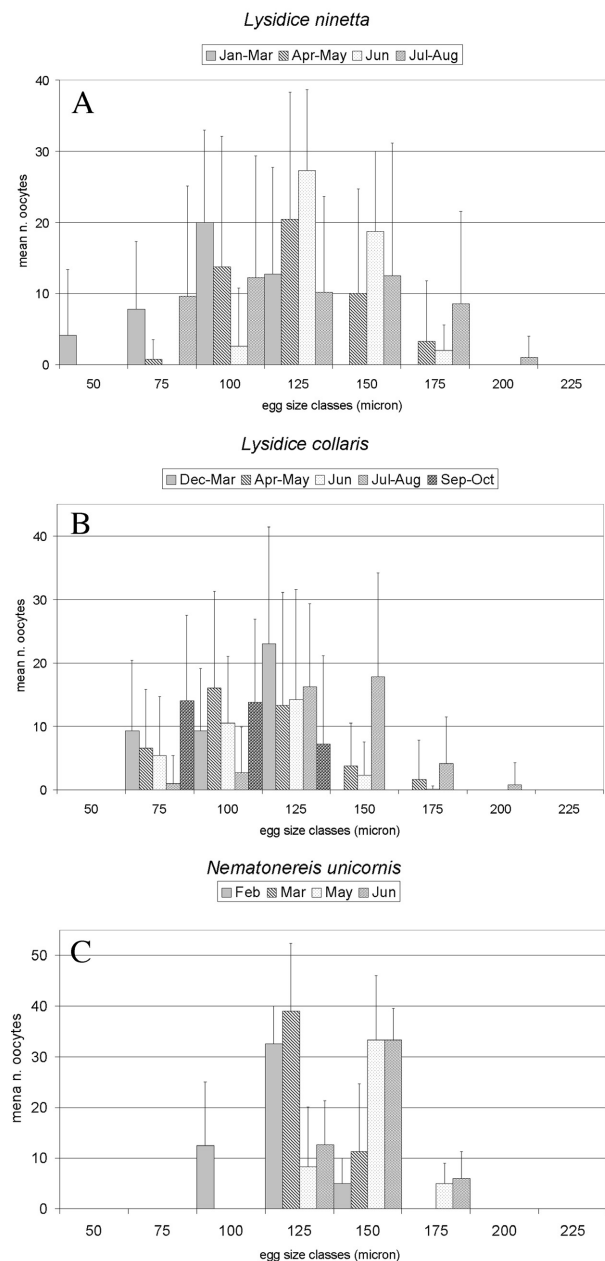 Lysidice ninetta
Jan-Mar Apr-May Jun Jul-Aug
A
40
30
20
10
0
mean n. oocytes
50 75 100 125 150 175 200 225
egg size classes (micron)
Lysidice collaris
Dec-Mar Apr-May Jun Jul-Aug Sep-Oct
B
40
30
20
10
0
mean n. oocytes
50 75 100 125 150 175 200 225
egg size classes (micron)
Nematonereis unicornis
Feb Mar May Jun
C
50
40
30
20
10
0
mena n. oocytes
50 75 100 125 150 175 200 225
egg size classes (micron)